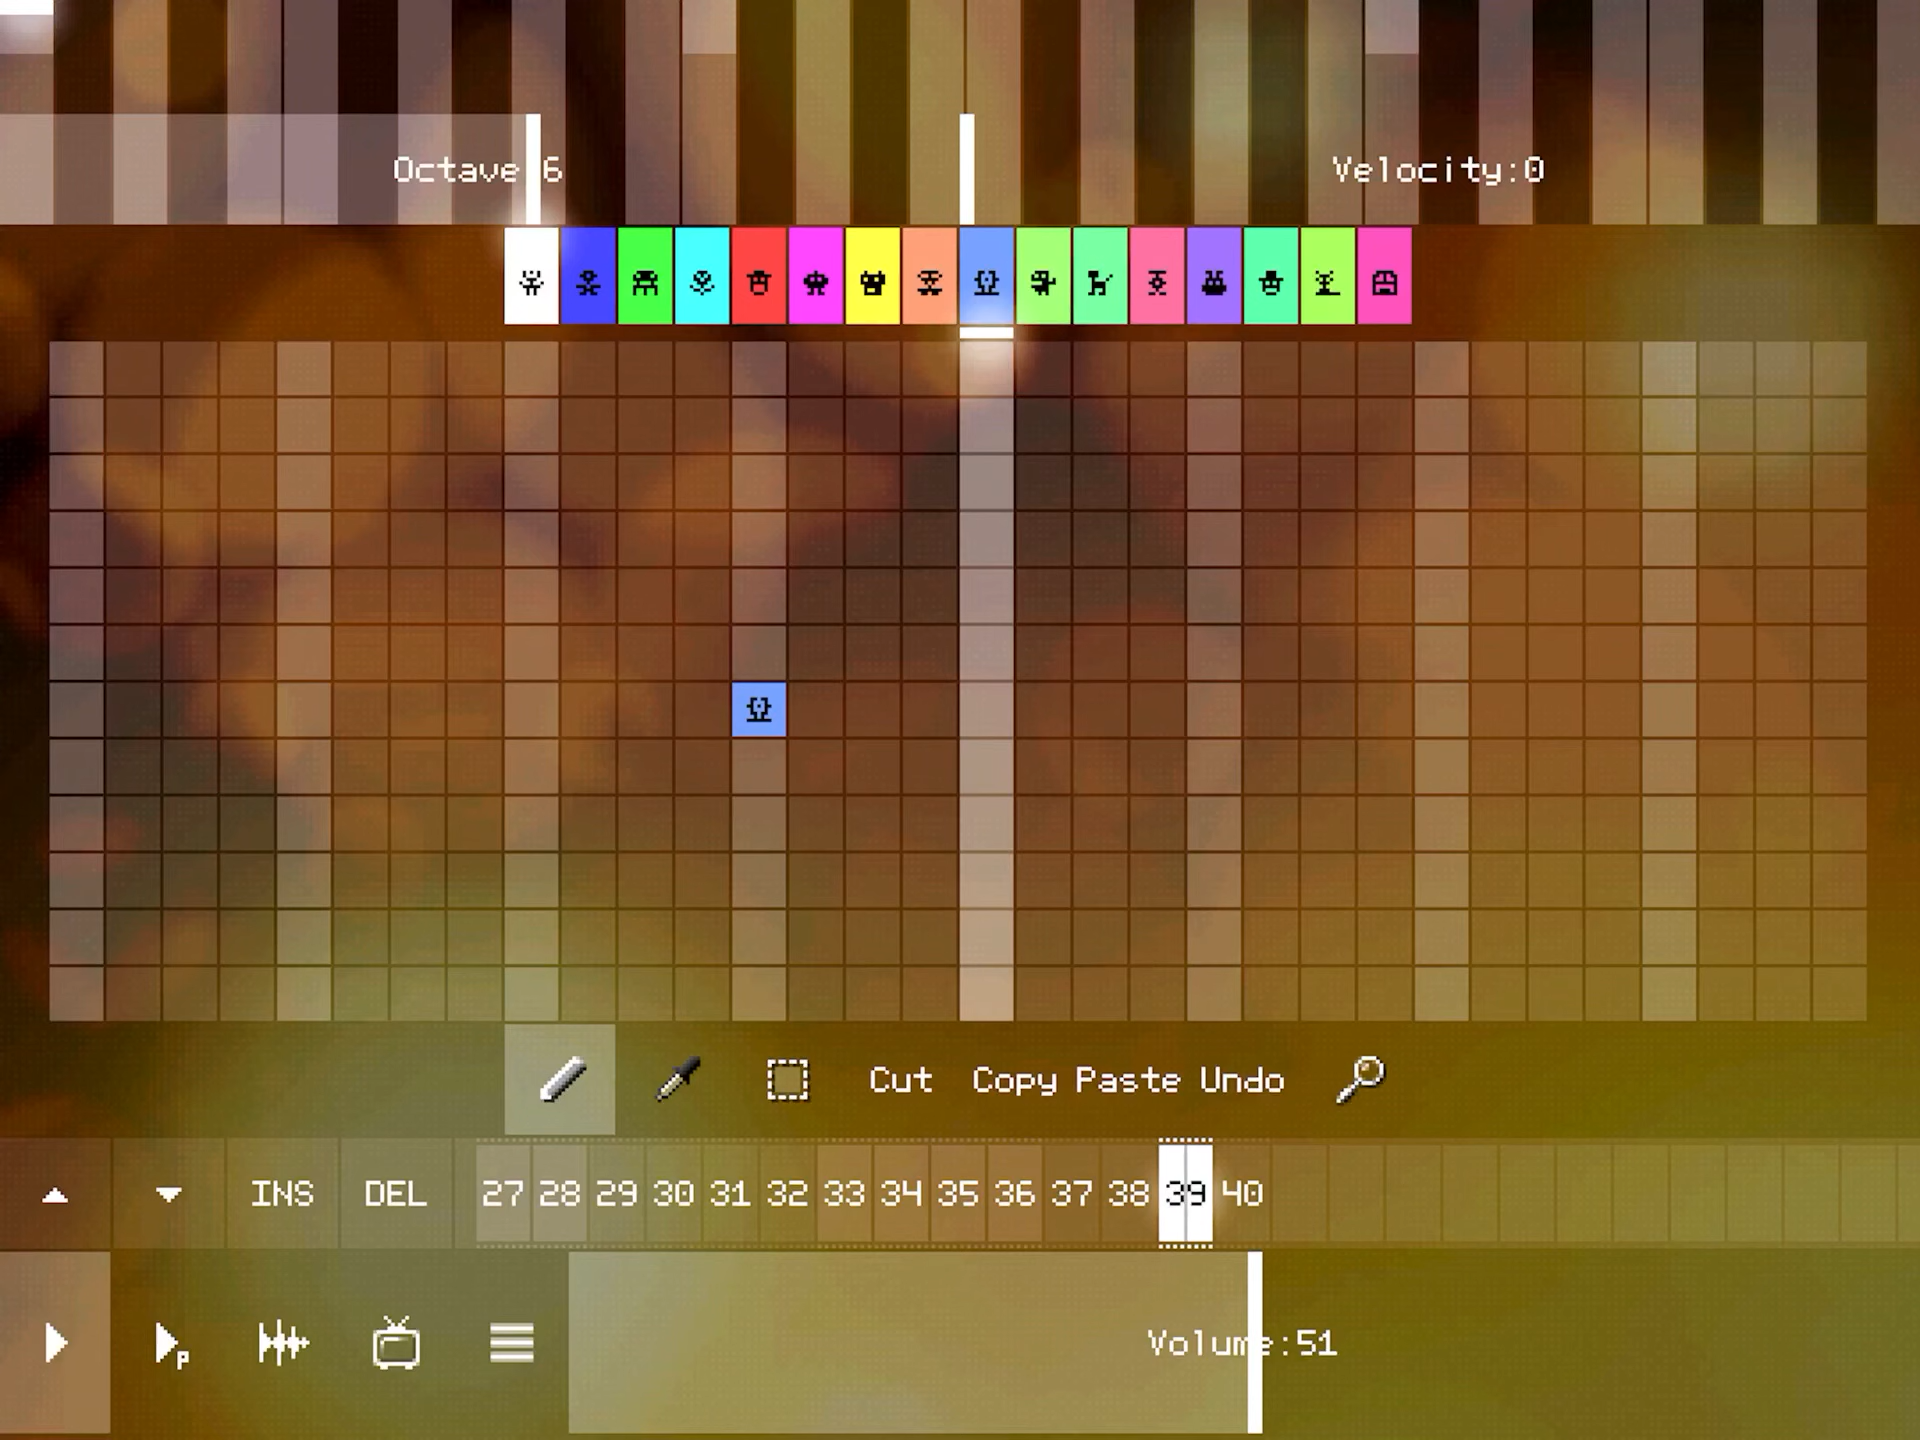 Octave:6 Velocity:0
Cut Copy Paste Undo
INS DEL 27 28 29 30 31 32 33 34 35 36 37 38 39 40
P
Volume:51